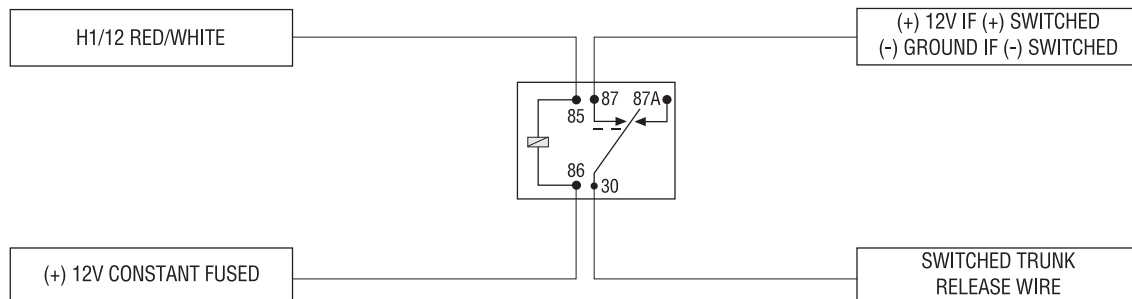 H1/12 RED/WHITE
(+) 12V IF (+) SWITCHED
(-) GROUND IF (-) SWITCHED
87 87A
85
86
30
(+) 12V CONSTANT FUSED
SWITCHED TRUNK
RELEASE WIRE